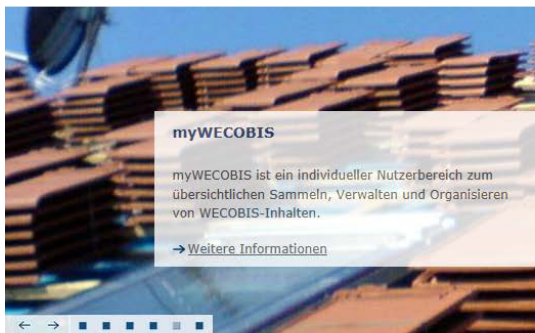 myWECOBIS
myWECOBIS ist ein individueller Nutzerbereich zum
übersichtlichen Sammeln, Verwalten und Organisieren
von WECOBIS-Inhalten.
→ Weitere Informationen